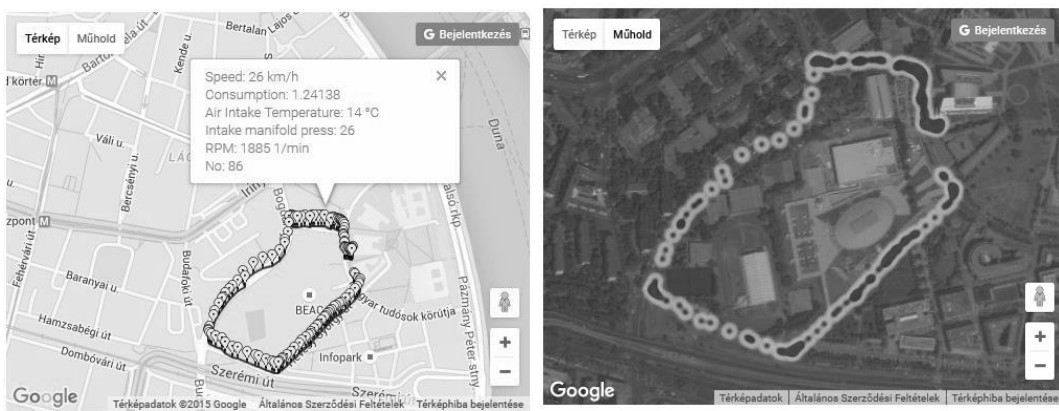 Térkép Műhold
Bertalan Lajos u.
G Bejelentkezés
Kende u.
Speed: 26 km/h
Consumption: 1.24138
Air Intake Temperature: 14 °C
Intake manifold press: 26
RPM: 1885 1/min
No: 86
Duna
Váli u.
Bercsényi u.
Fehérvári út
Budafoki út
Baranyai u.
BEAC
Magyar tudósok körútja
Hamzsabégi út
Infopark
Pázmány Péter stny.
Dombóvári út
Szerémi út
Szerémi út
Google
Térképadatok ©2015 Google
Általános Szerződési Feltételek
Térképhiba bejelentése
Térkép Műhold
G Bejelentkezés
Google
Térképadatok
Általános Szerződési Feltételek
Térképhiba bejelentése